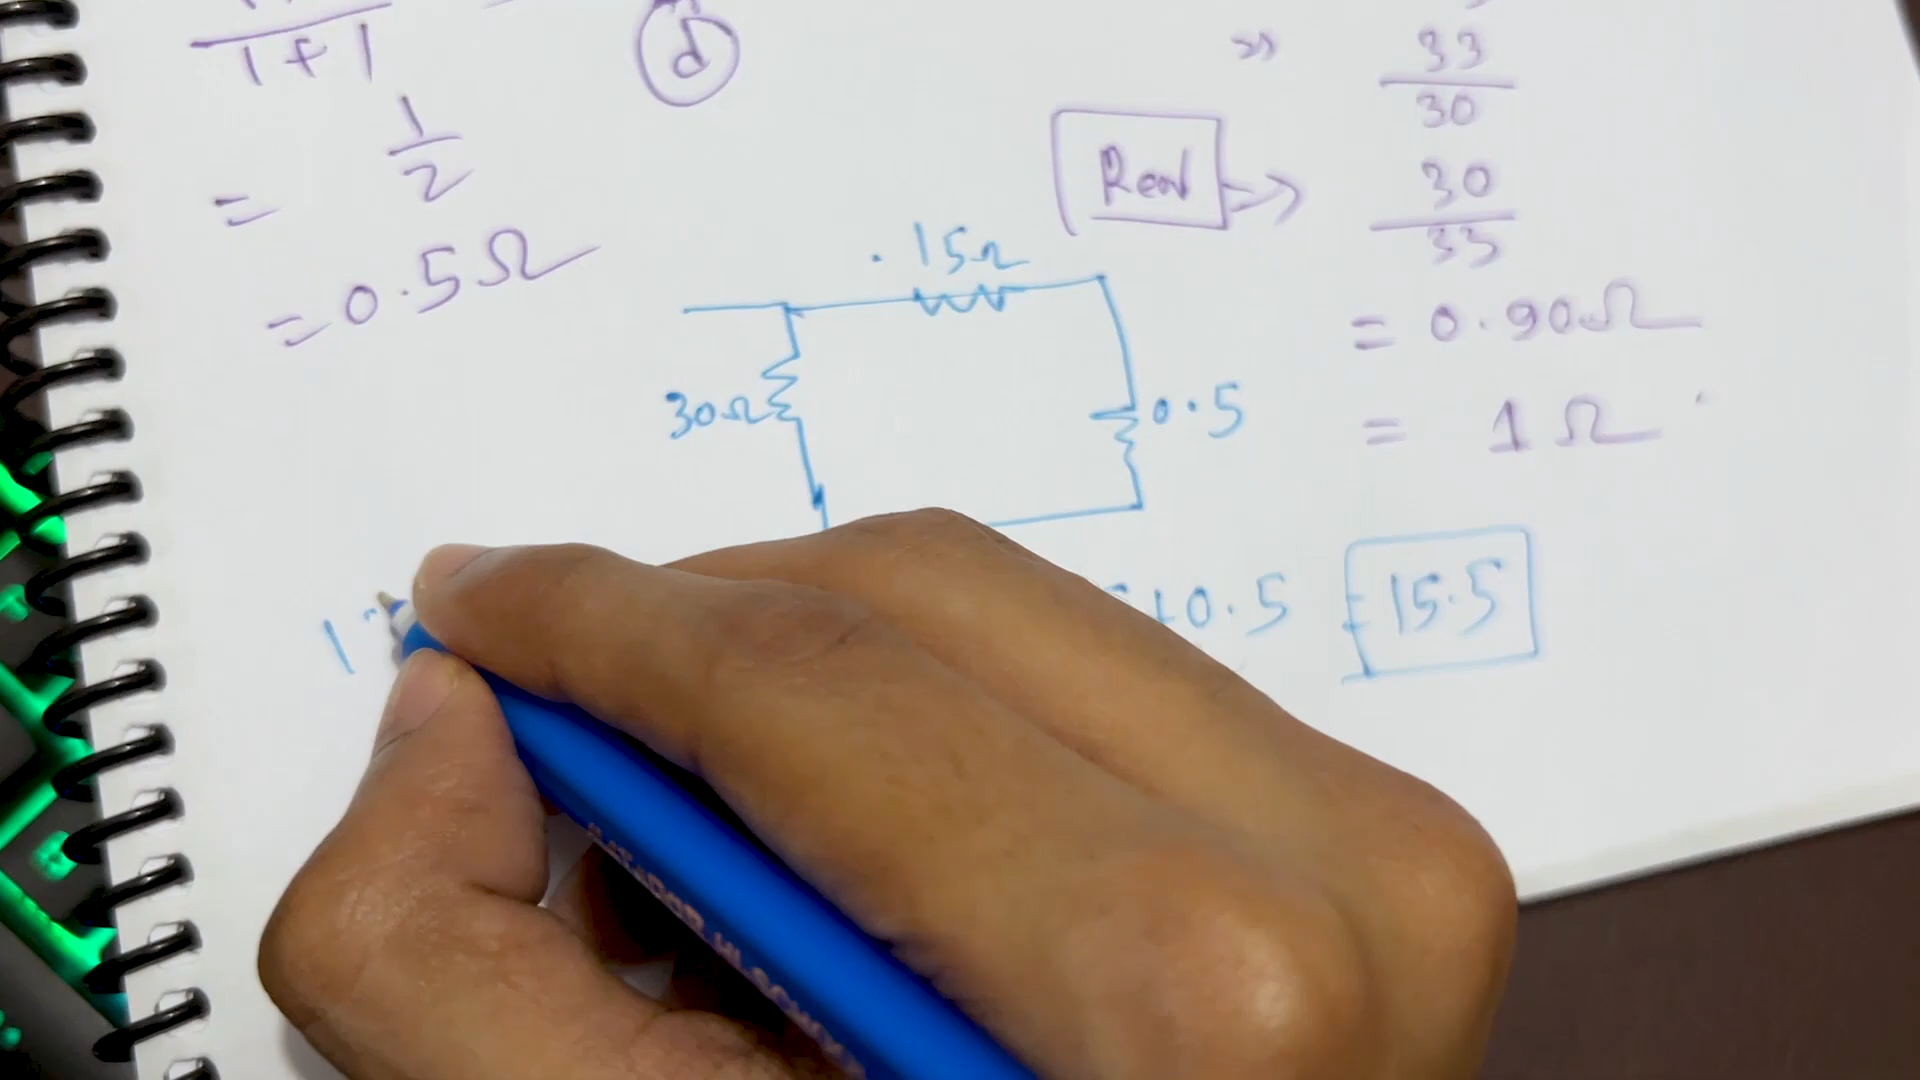 1+1
d
33
30
1
2
=
Req
=>
30
33
=0.5Ω
.15Ω
= 0.90Ω
30Ω
0.5
= 1Ω
+0.5 =15.5
1